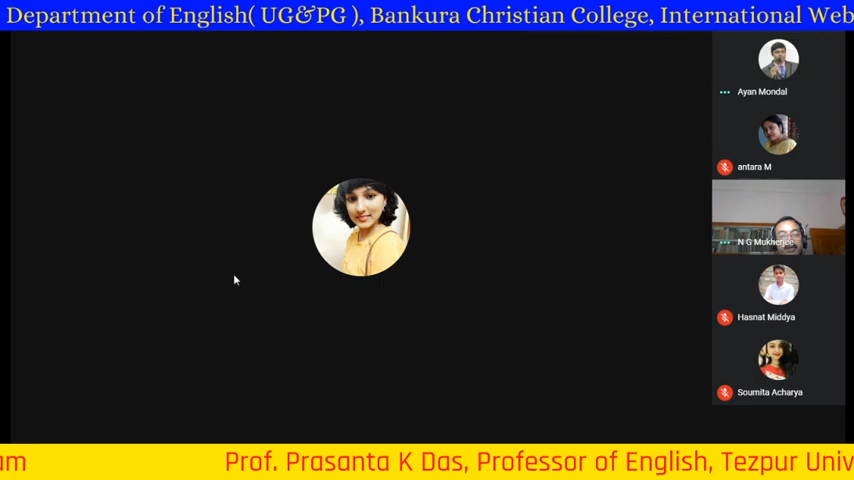 Department of English( UG&PG ), Bankura Christian College, International Web
Ayan Mondal
antara M
N G Mukherjee
Hasnat Middya
Soumita Acharya
am Prof. Prasanta K Das, Professor of English, Tezpur Univ